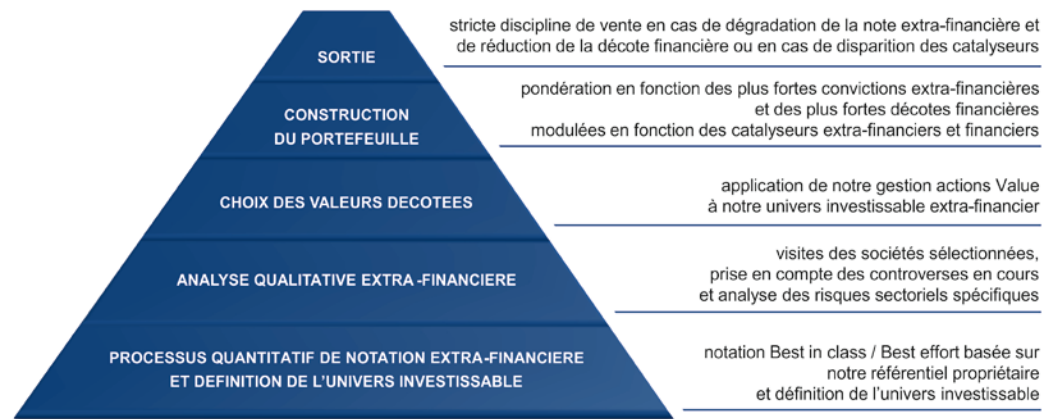 stricte discipline de vente en cas de dégradation de la note extra-financière et
de réduction de la décote financière ou en cas de disparition des catalyseurs
SORTIE
pondération en fonction des plus fortes convictions extra-financières
et des plus fortes décotes financières
modulées en fonction des catalyseurs extra-financiers et financiers
CONSTRUCTION
DU PORTEFEUILLE
application de notre gestion actions Value
à notre univers investissable extra-financier
CHOIX DES VALEURS DECOTEES
visites des sociétés sélectionnées,
prise en compte des controverses en cours
et analyse des risques sectoriels spécifiques
ANALYSE QUALITATIVE EXTRA-FINANCIERE
notation Best in class / Best effort basée sur
notre référentiel propriétaire
et définition de l'univers investissable
PROCESSUS QUANTITATIF DE NOTATION EXTRA-FINANCIERE
ET DEFINITION DE L'UNIVERS INVESTISSABLE